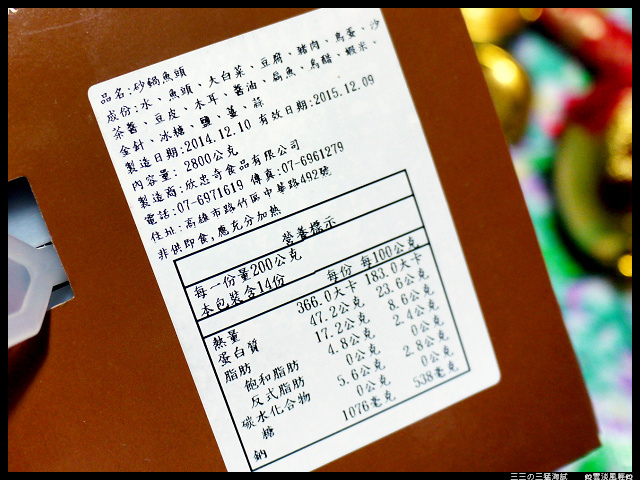 品名:砂鍋魚頭
成份:水、魚頭、大白菜、豆腐、豬肉、鳥蛋、沙
茶醬、豆皮、木耳、醬油、扁魚、烏醋、蝦米、
金針、冰糖、鹽、薑、蒜
製造日期:2014.12.10 有效日期:2015.12.09
內容量: 2800公克
製造商:欣忠奇食品有限公司
電話:07-6971619 傳真:07-6961279
住址:高雄市路竹區中華路492號
非供即食,應充分加熱
營養標示
每一份量200公克
本包裝含14份
每份 每100公克
熱量 366.0大卡 183.0大卡
蛋白質 47.2公克 23.6公克
脂肪 17.2公克 8.6公克
飽和脂肪 4.8公克 2.4公克
反式脂肪 0公克 0公克
碳水化合物 5.6公克 2.8公克
糖 0公克 0公克
鈉 1076毫克 538毫克